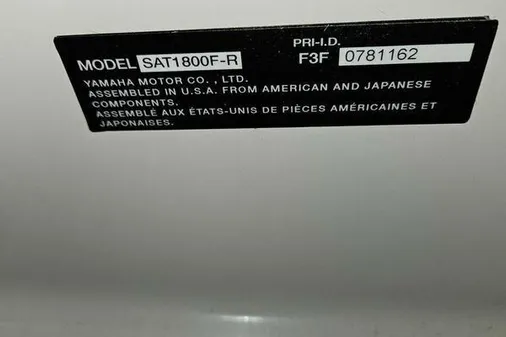 PRI-I.D.
MODEL SAT1800F-R F3F 0781162
YAMAHA MOTOR CO., LTD.
ASSEMBLED IN U.S.A. FROM AMERICAN AND JAPANESE
COMPONENTS.
ASSEMBLÉ AUX ÉTATS-UNIS DE PIÈCES AMÉRICAINES ET
JAPONAISES.